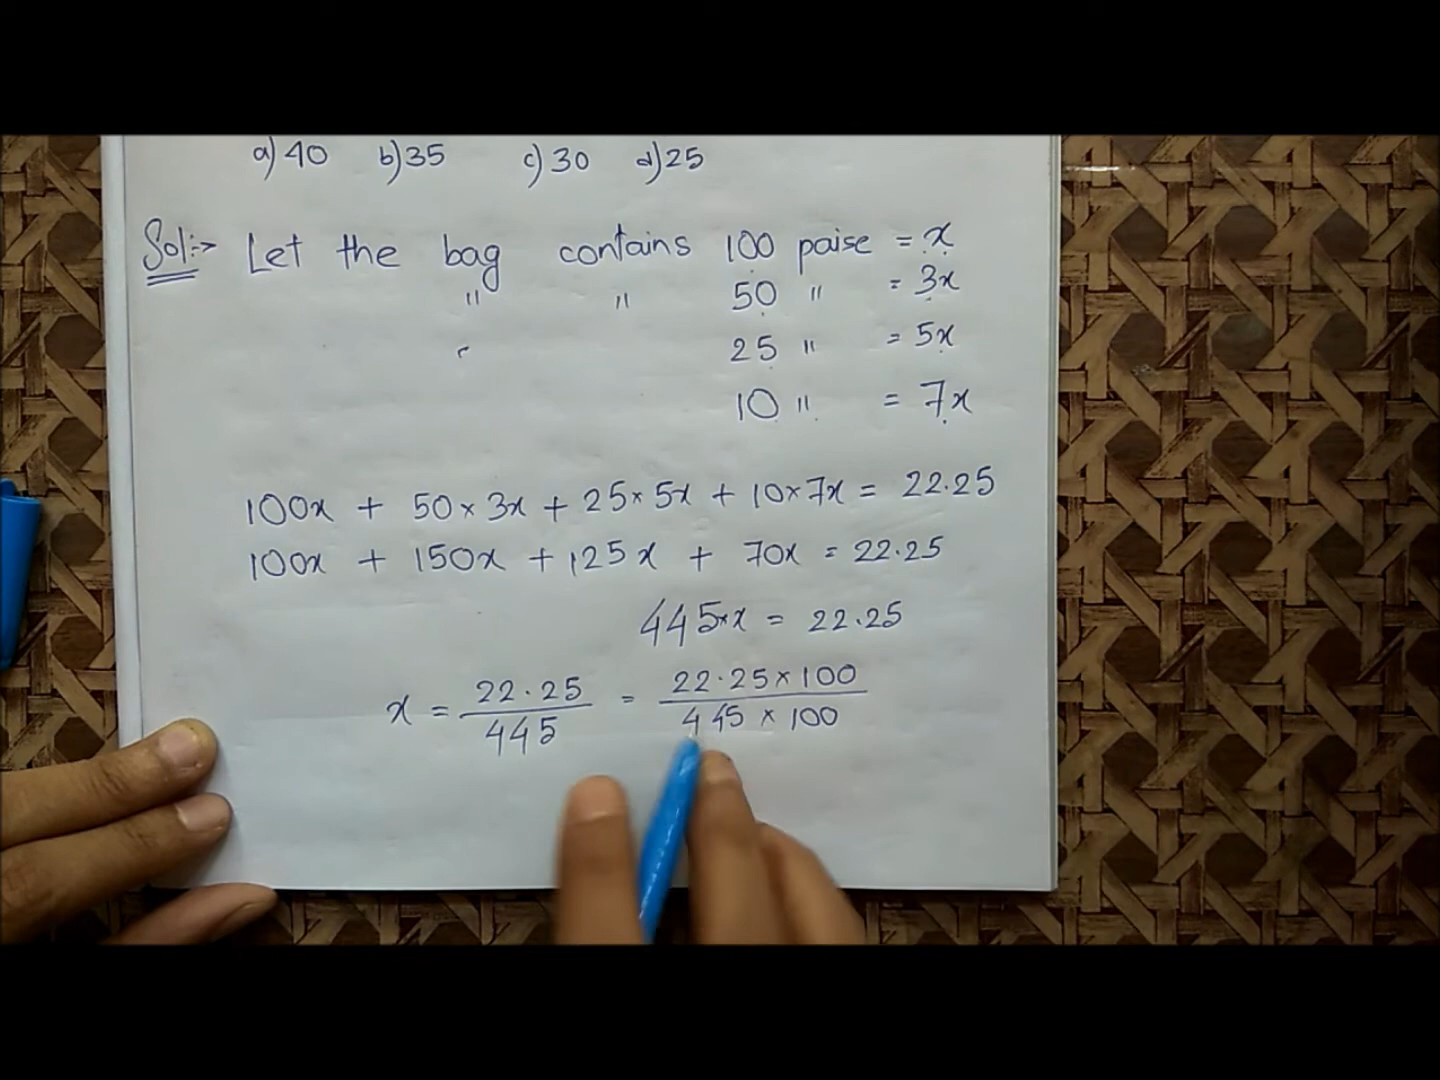 a) 40 b) 35 c) 30 d) 25
Sol:-> Let the bag contains 100 paise = x
" " 50 " = 3x
25 " = 5x
10 " = 7x
100x + 50 × 3x + 25 × 5x + 10 × 7x = 22.25
100x + 150x + 125x + 70x = 22.25
445 × x = 22.25
x = 22.25 / 445 = 22.25 × 100 / 445 × 100